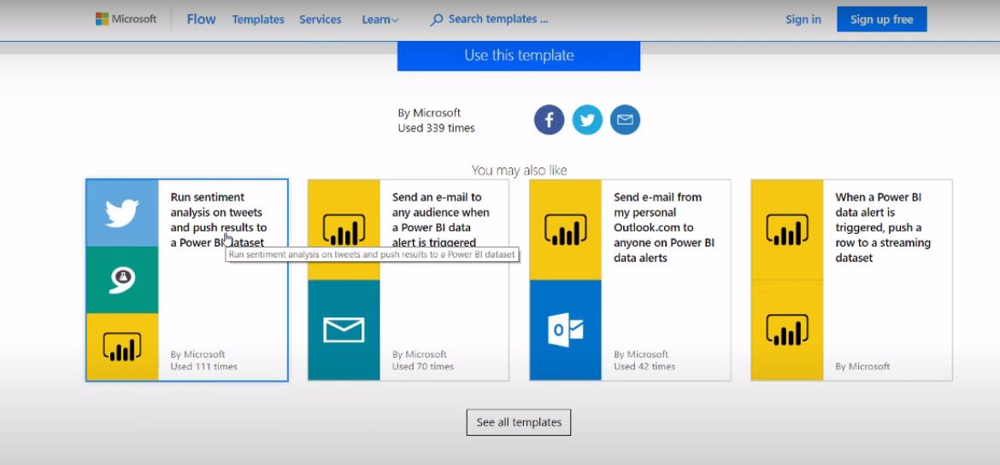 Microsoft Flow Templates Services Learn Search templates ... Sign in Sign up free
Use this template
By Microsoft
Used 339 times
You may also like
Run sentiment
analysis on tweets
and push results to
a Power BI dataset
By Microsoft
Used 111 times
Send an e-mail to
any audience when
a Power BI data
alert is triggered
By Microsoft
Used 70 times
Send e-mail from
my personal
Outlook.com to
anyone on Power BI
data alerts
By Microsoft
Used 42 times
When a Power BI
data alert is
triggered, push a
row to a streaming
dataset
By Microsoft
Run sentiment analysis on tweets and push results to a Power BI dataset
See all templates